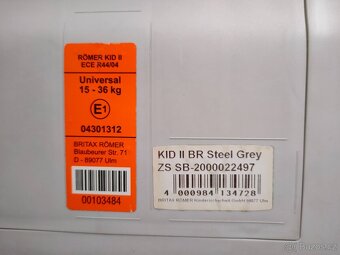 RÖMER KID II
ECE R44/04
Universal
15 - 36 kg
E1
04301312
BRITAX RÖMER
Blaubeurer Str. 71
D - 89077 Ulm
00103484
KID II BR Steel Grey
ZS SB-2000022497
4 000984 134728
BRITAX RÖMER Kindersicherheit GmbH 89077 Ulm